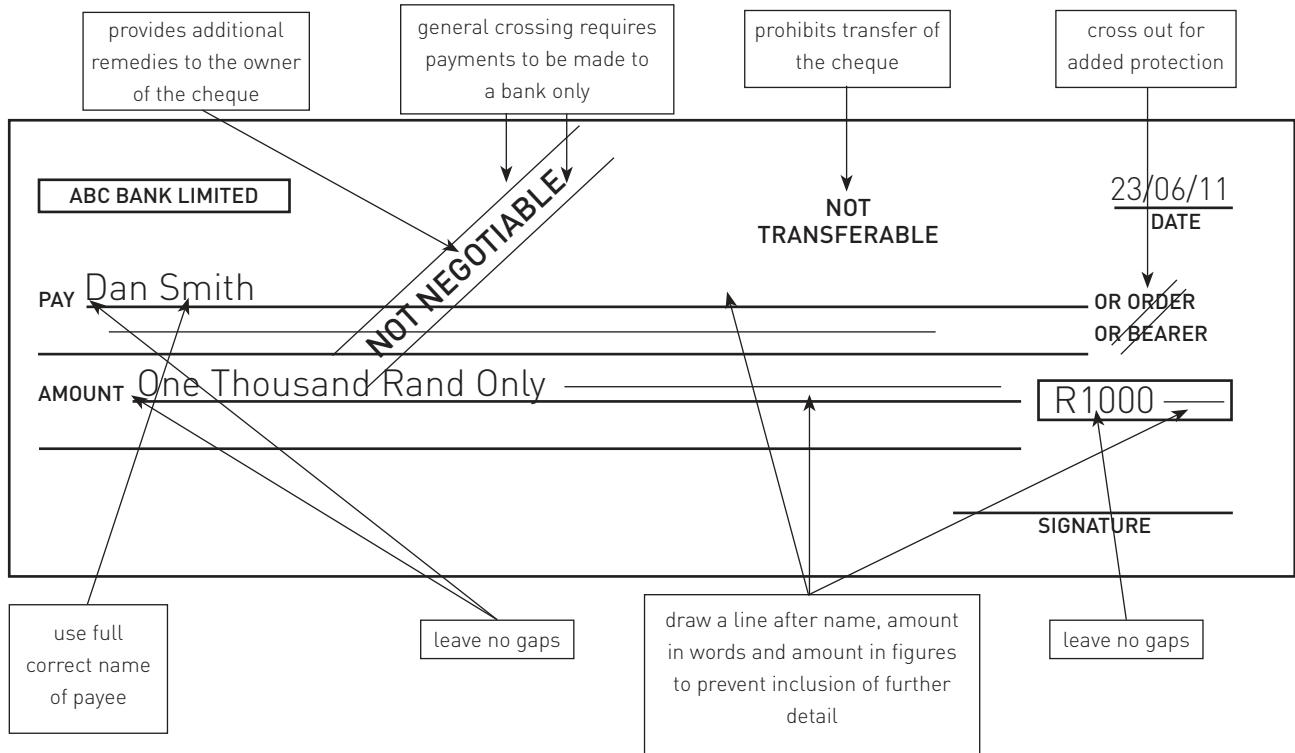 provides additional
remedies to the owner
of the cheque
general crossing requires
payments to be made to
a bank only
prohibits transfer of
the cheque
cross out for
added protection
ABC BANK LIMITED
NOT NEGOTIABLE
NOT
TRANSFERABLE
23/06/11
DATE
PAY Dan Smith
OR ORDER
OR BEARER
AMOUNT One Thousand Rand Only
R1000
SIGNATURE
use full
correct name
of payee
leave no gaps
draw a line after name, amount
in words and amount in figures
to prevent inclusion of further
detail
leave no gaps